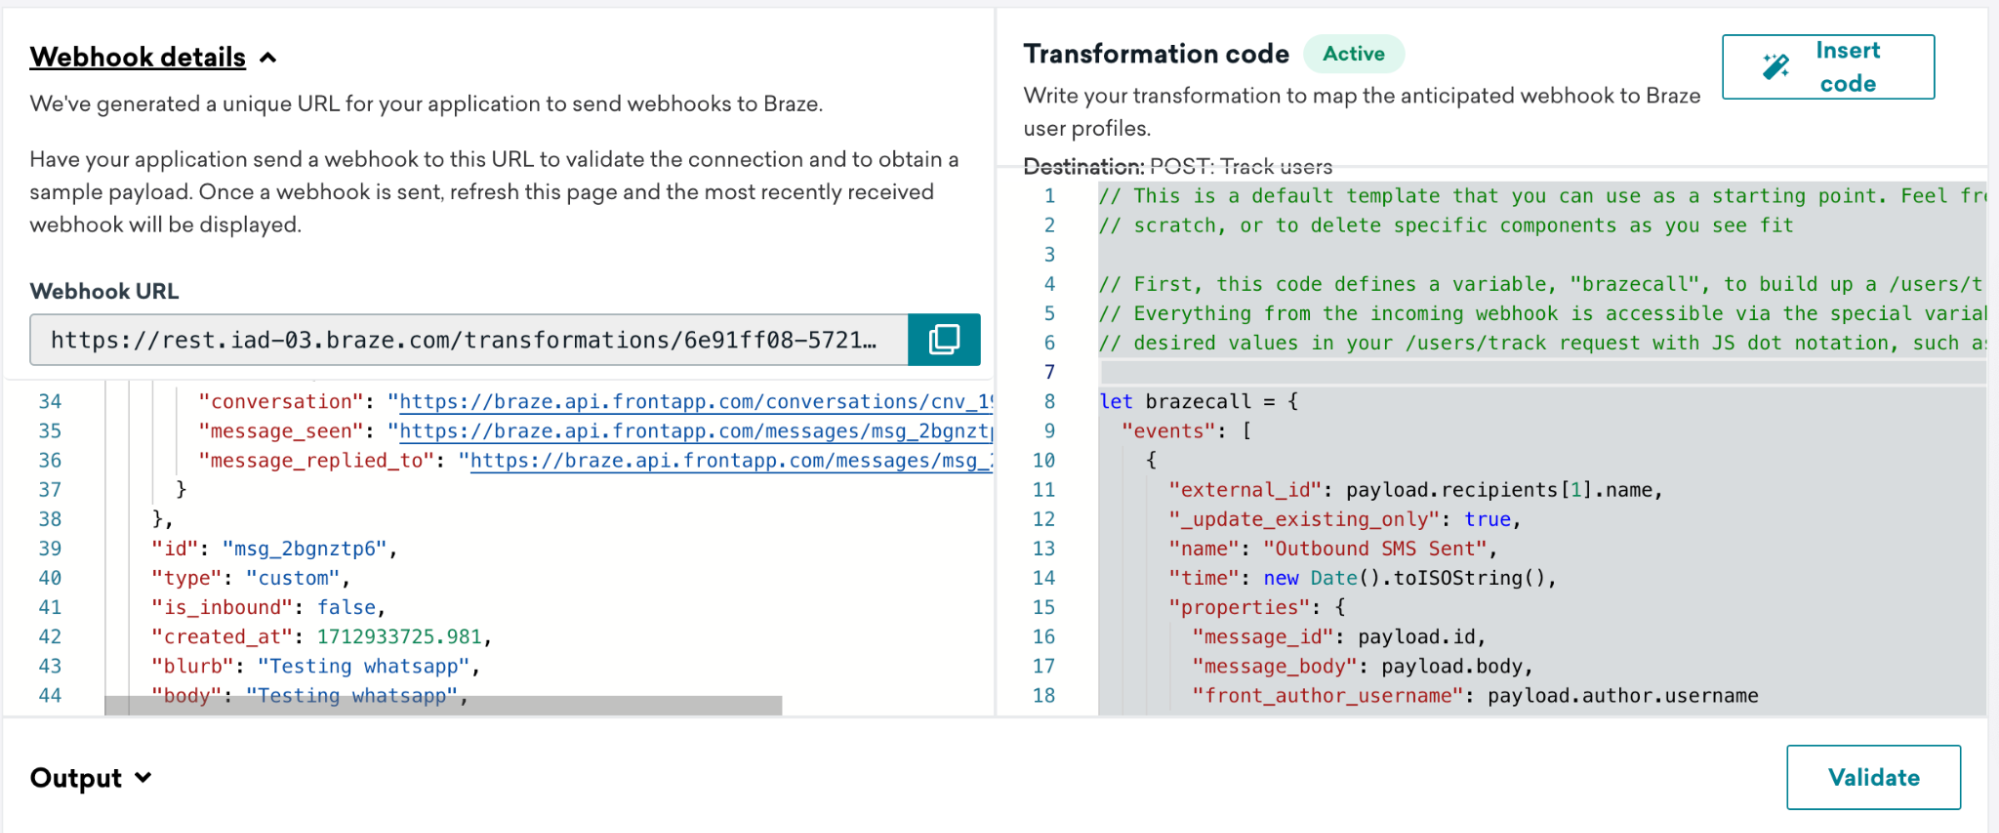 Webhook details
We've generated a unique URL for your application to send webhooks to Braze.
Have your application send a webhook to this URL to validate the connection and to obtain a
sample payload. Once a webhook is sent, refresh this page and the most recently received
webhook will be displayed.
Webhook URL
https://rest.iad-03.braze.com/transformations/6e91ff08-5721…
34 "conversation": "https://braze.api.frontapp.com/conversations/cnv_19
35 "message_seen": "https://braze.api.frontapp.com/messages/msg_2bgnztp
36 "message_replied_to": "https://braze.api.frontapp.com/messages/msg_2
37 }
38 },
39 "id": "msg_2bgnztp6",
40 "type": "custom",
41 "is_inbound": false,
42 "created_at": 1712933725.981,
43 "blurb": "Testing whatsapp",
44 "body": "Testing whatsapp",
Transformation code Active
Insert
code
Write your transformation to map the anticipated webhook to Braze
user profiles.
Destination: POST: Track users
1 // This is a default template that you can use as a starting point. Feel fre
2 // scratch, or to delete specific components as you see fit
3
4 // First, this code defines a variable, "brazecall", to build up a /users/t
5 // Everything from the incoming webhook is accessible via the special varia
6 // desired values in your /users/track request with JS dot notation, such as
7
8 let brazecall = {
9 "events": [
10 {
11 "external_id": payload.recipients[1].name,
12 "_update_existing_only": true,
13 "name": "Outbound SMS Sent",
14 "time": new Date().toISOString(),
15 "properties": {
16 "message_id": payload.id,
17 "message_body": payload.body,
18 "front_author_username": payload.author.username
Output
Validate